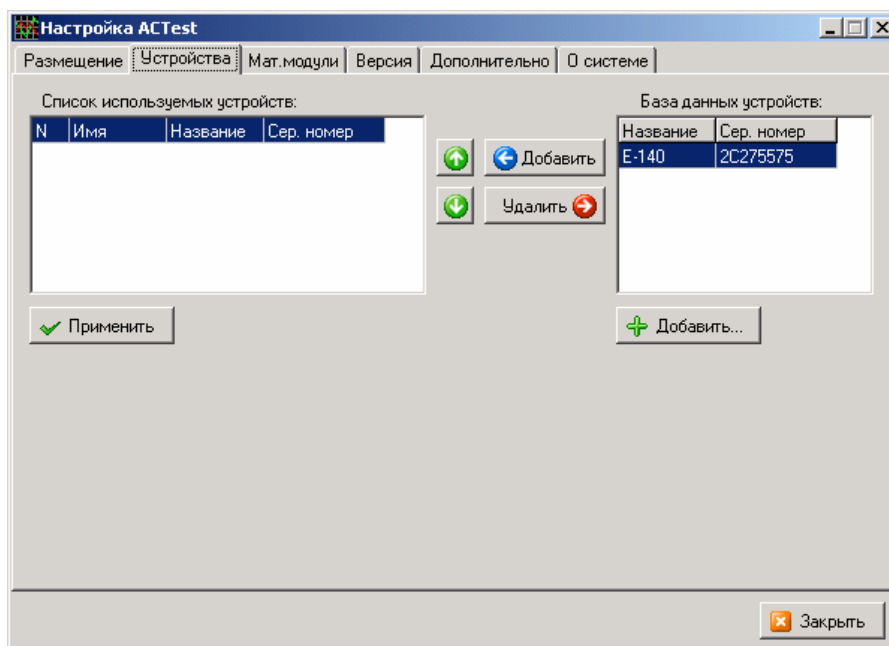 Настройка ACTest
Размещение Устройства Мат.модули Версия Дополнительно О системе
Список используемых устройств:
База данных устройств:
N Имя Название Сер. номер
Название Сер. номер
E-140 2C275575
Добавить
Удалить
Применить
Добавить...
Закрыть